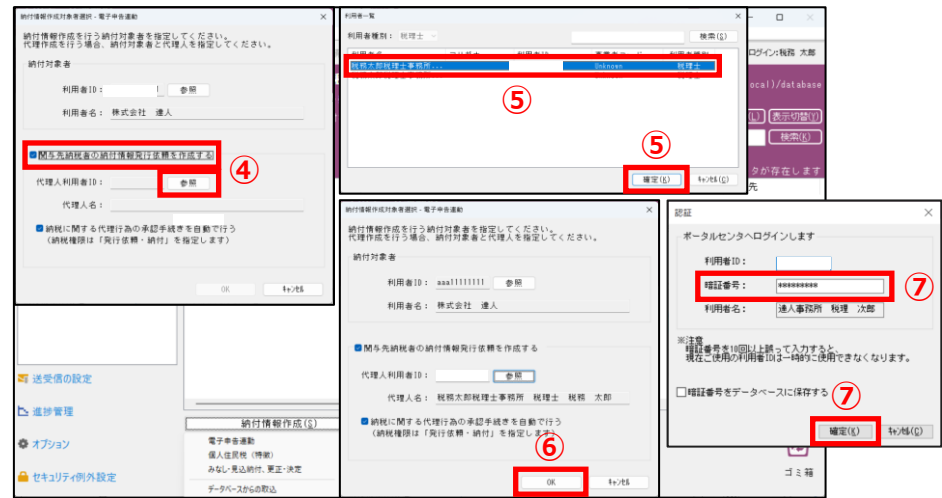 納付情報作成対象者選択 - 電子申告連動
納付情報作成を行う納付対象者を指定してください。
代理作成を行う場合、納付対象者と代理人を指定してください。
納付対象者
利用者ID：
参照
利用者名： 株式会社 達人
関与先納税者の納付情報発行依頼を作成する
④
代理人利用者ID：
参照
代理人名：
納税に関する代理行為の承認手続きを自動で行う
（納税権限は「発行依頼・納付」を指定します）
OK
ｷｬﾝｾﾙ
利用者一覧
利用者種別： 税理士
検索(S)
税務太郎税理士事務所...
Unknown
税理士
⑤
⑤
確定(K)
ｷｬﾝｾﾙ(C)
ログイン:税務 太郎
ocal)/database
表示切替(Y)
検索(K)
タが存在します
先
納付情報作成対象者選択 - 電子申告連動
納付情報作成を行う納付対象者を指定してください。
代理作成を行う場合、納付対象者と代理人を指定してください。
納付対象者
利用者ID： aaa11111111
参照
利用者名： 株式会社 達人
関与先納税者の納付情報発行依頼を作成する
代理人利用者ID：
参照
代理人名： 税務太郎税理士事務所 税理士 税務 太郎
納税に関する代理行為の承認手続きを自動で行う
（納税権限は「発行依頼・納付」を指定します）
⑥
OK
ｷｬﾝｾﾙ
認証
ポータルセンタへログインします
利用者ID：
暗証番号： *********
⑦
利用者名： 達人事務所 税理 次郎
※注意
暗証番号を10回以上誤って入力すると、
現在ご使用の利用者IDは一時的に使用できなくなります。
暗証番号をデータベースに保存する
⑦
確定(K)
ｷｬﾝｾﾙ(C)
ゴミ箱
送受信の設定
進捗管理
オプション
セキュリティ例外設定
納付情報作成(S)
電子申告連動
個人住民税（特徴）
みなし・見込納付、更正・決定
データベースからの取込